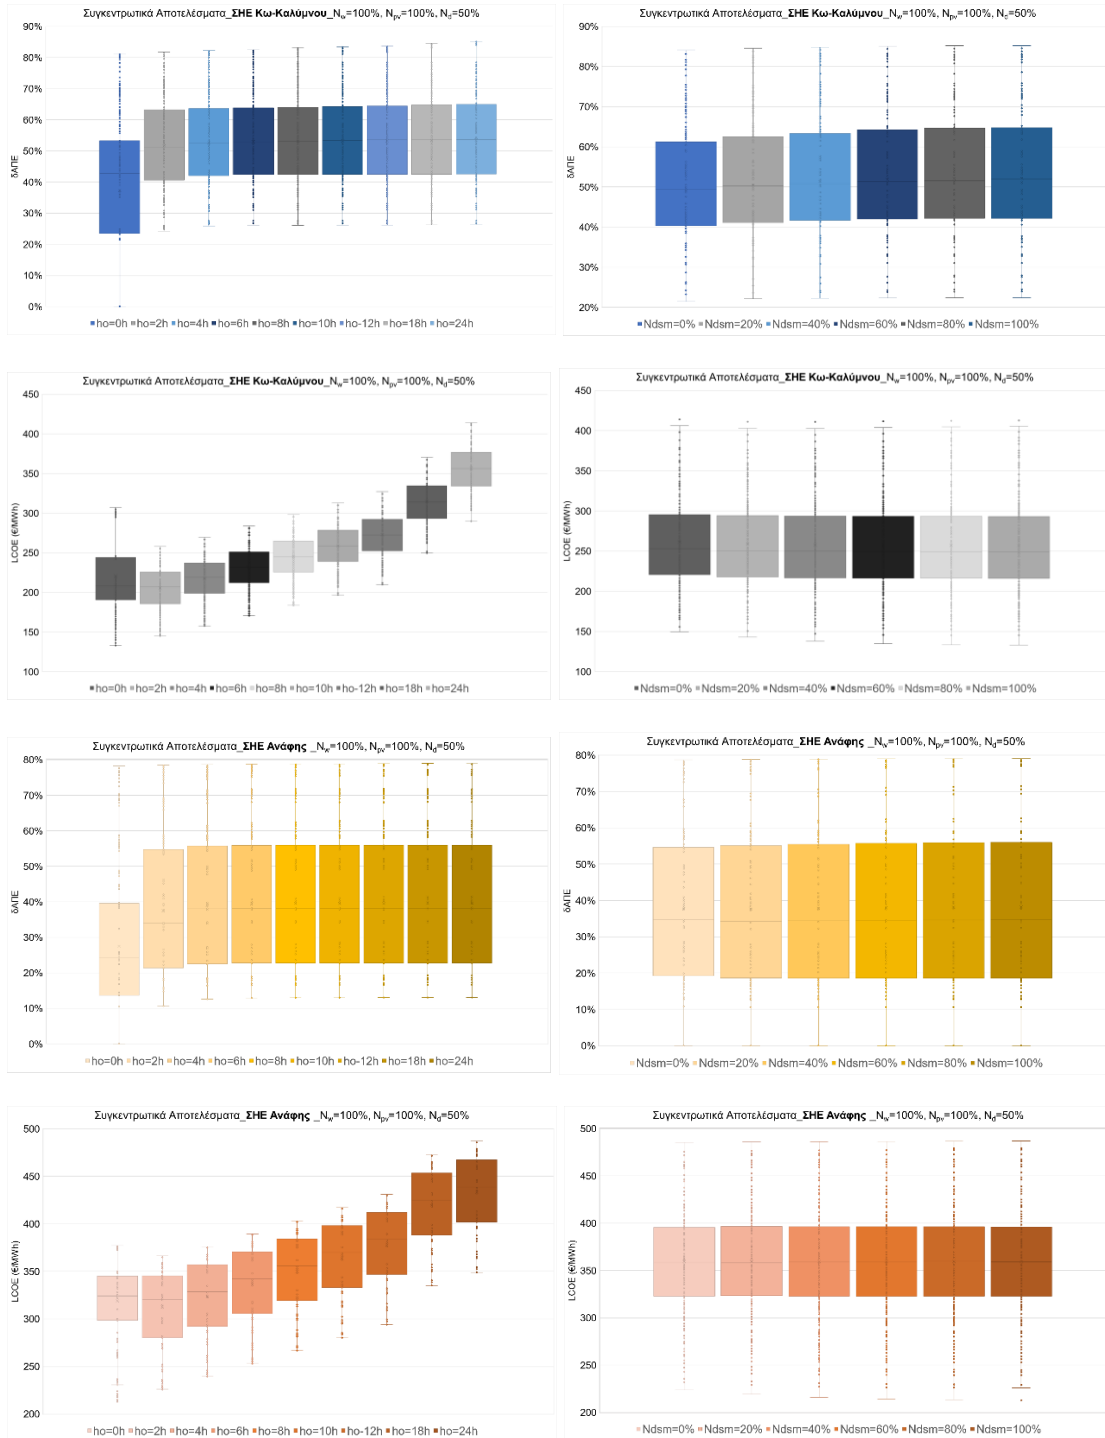 Συγκεντρωτικά Αποτελέσματα_ΣΗΕ Κω-Καλύμνου_Nw=100%, Npv=100%, Nd=50%
90%
80%
70%
60%
50%
40%
30%
20%
10%
0%
δΑΠΕ
ho=0h ho=2h ho=4h ho=6h ho=8h ho=10h ho-12h ho=18h ho=24h
Συγκεντρωτικά Αποτελέσματα_ΣΗΕ Κω-Καλύμνου_Nw=100%, Npv=100%, Nd=50%
90%
80%
70%
60%
50%
40%
30%
20%
δΑΠΕ
Ndsm=0% Ndsm=20% Ndsm=40% Ndsm=60% Ndsm=80% Ndsm=100%
Συγκεντρωτικά Αποτελέσματα_ΣΗΕ Κω-Καλύμνου_Nw=100%, Npv=100%, Nd=50%
450
400
350
300
250
200
150
100
LCOE (€/MWh)
ho=0h ho=2h ho=4h ho=6h ho=8h ho=10h ho-12h ho=18h ho=24h
Συγκεντρωτικά Αποτελέσματα_ΣΗΕ Κω-Καλύμνου_Nw=100%, Npv=100%, Nd=50%
450
400
350
300
250
200
150
100
LCOE (€/MWh)
Ndsm=0% Ndsm=20% Ndsm=40% Ndsm=60% Ndsm=80% Ndsm=100%
Συγκεντρωτικά Αποτελέσματα_ΣΗΕ Ανάφης _Nw=100%, Npv=100%, Nd=50%
80%
70%
60%
50%
40%
30%
20%
10%
0%
δΑΠΕ
ho=0h ho=2h ho=4h ho=6h ho=8h ho=10h ho-12h ho=18h ho=24h
Συγκεντρωτικά Αποτελέσματα_ΣΗΕ Ανάφης _Nw=100%, Npv=100%, Nd=50%
80%
70%
60%
50%
40%
30%
20%
10%
0%
δΑΠΕ
Ndsm=0% Ndsm=20% Ndsm=40% Ndsm=60% Ndsm=80% Ndsm=100%
Συγκεντρωτικά Αποτελέσματα_ΣΗΕ Ανάφης _Nw=100%, Npv=100%, Nd=50%
500
450
400
350
300
250
200
LCOE (€/MWh)
ho=0h ho=2h ho=4h ho=6h ho=8h ho=10h ho-12h ho=18h ho=24h
Συγκεντρωτικά Αποτελέσματα_ΣΗΕ Ανάφης _Nw=100%, Npv=100%, Nd=50%
500
450
400
350
300
250
200
LCOE (€/MWh)
Ndsm=0% Ndsm=20% Ndsm=40% Ndsm=60% Ndsm=80% Ndsm=100%